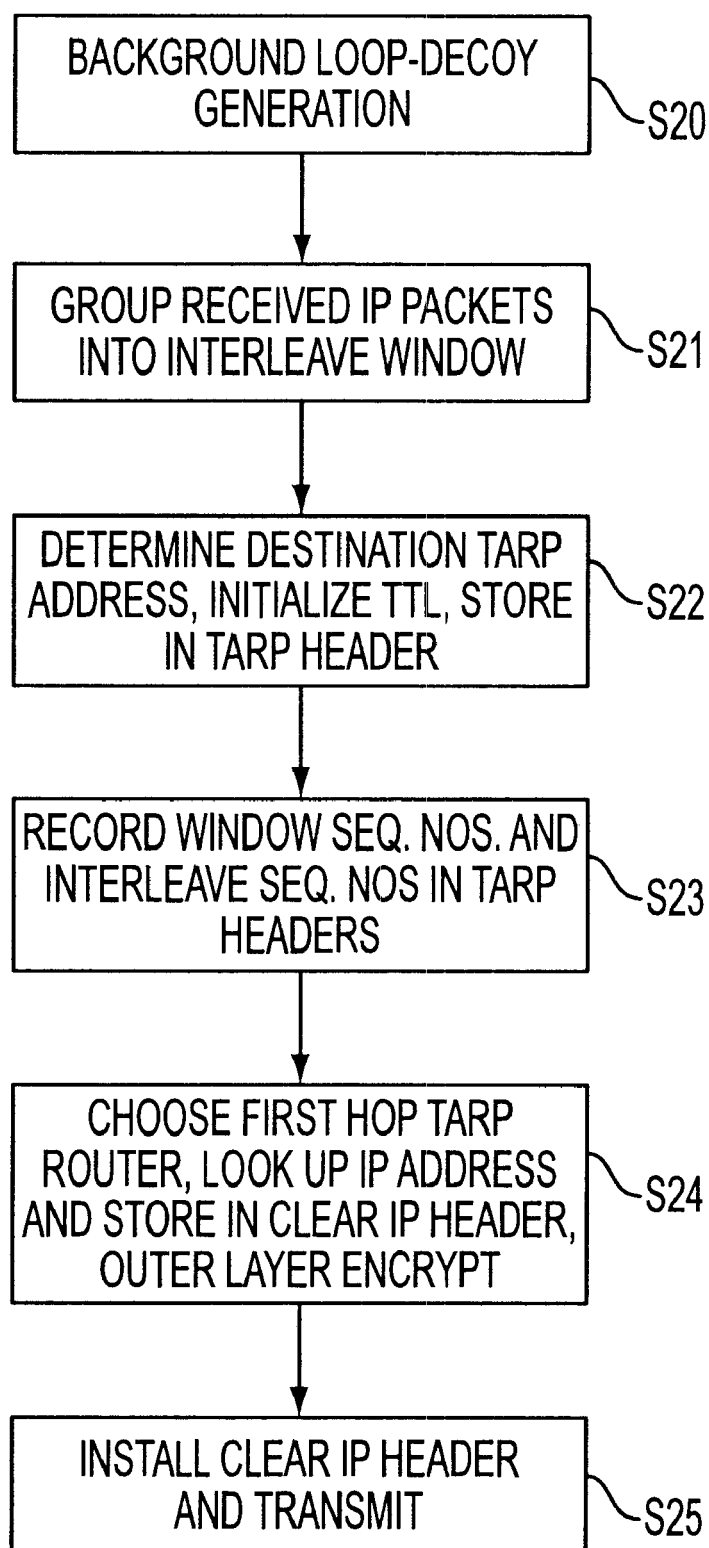 BACKGROUND LOOP-DECOY
GENERATION
S20
GROUP RECEIVED IP PACKETS
INTO INTERLEAVE WINDOW
S21
DETERMINE DESTINATION TARP
ADDRESS, INITIALIZE TTL, STORE
IN TARP HEADER
S22
RECORD WINDOW SEQ. NOS. AND
INTERLEAVE SEQ. NOS IN TARP
HEADERS
S23
CHOOSE FIRST HOP TARP
ROUTER, LOOK UP IP ADDRESS
AND STORE IN CLEAR IP HEADER,
OUTER LAYER ENCRYPT
S24
INSTALL CLEAR IP HEADER
AND TRANSMIT
S25